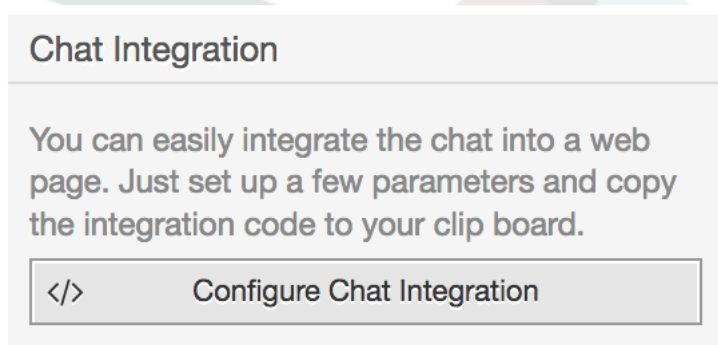 Chat Integration
You can easily integrate the chat into a web
page. Just set up a few parameters and copy
the integration code to your clip board.
</> Configure Chat Integration